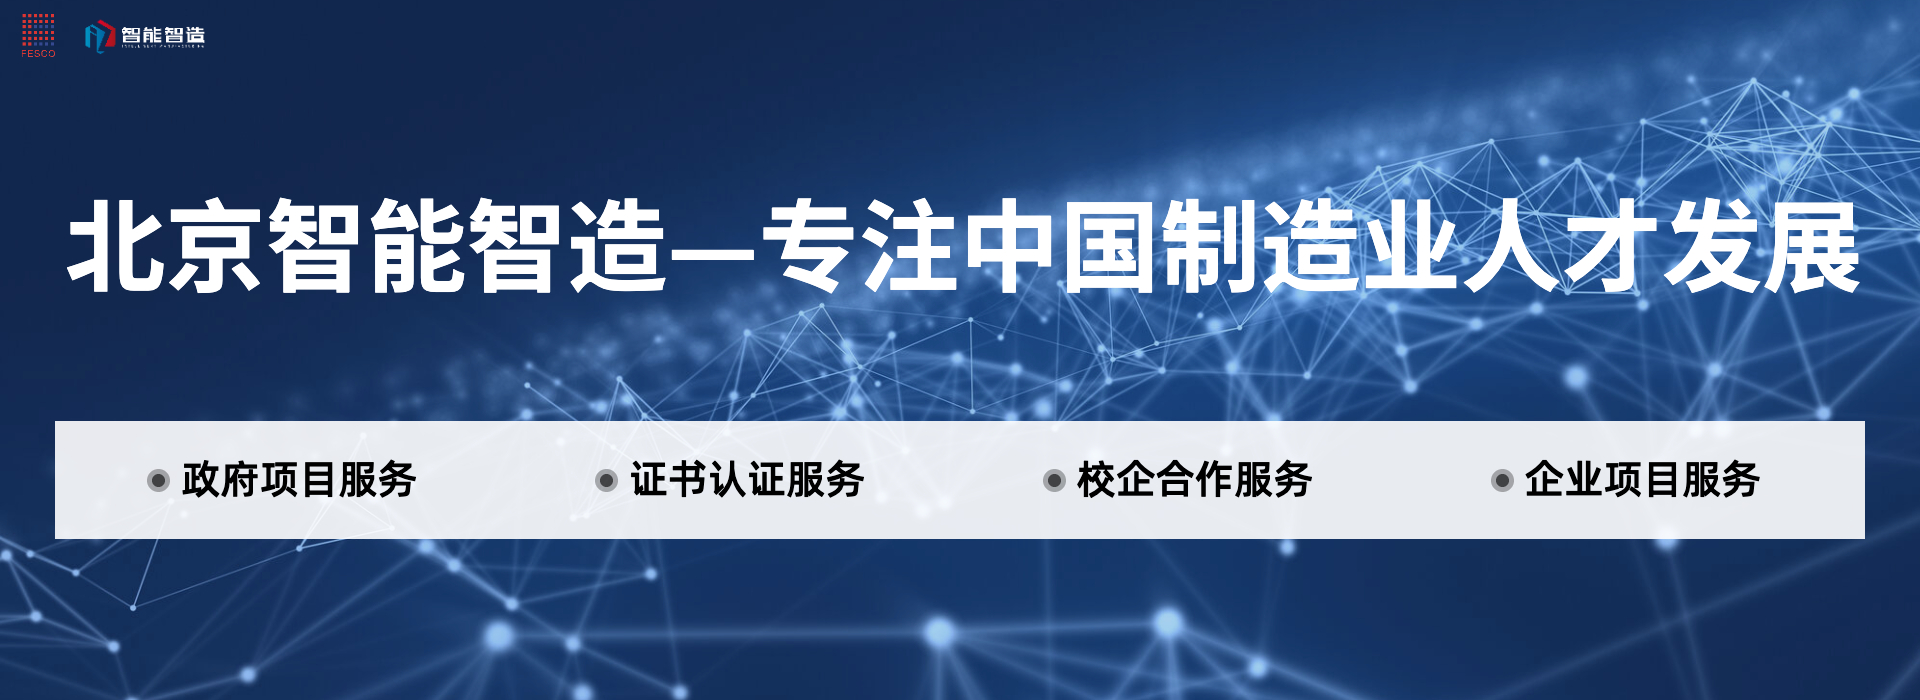 FESCO
智能智造
北京智能智造—专注中国制造业人才发展
政府项目服务
证书认证服务
校企合作服务
企业项目服务